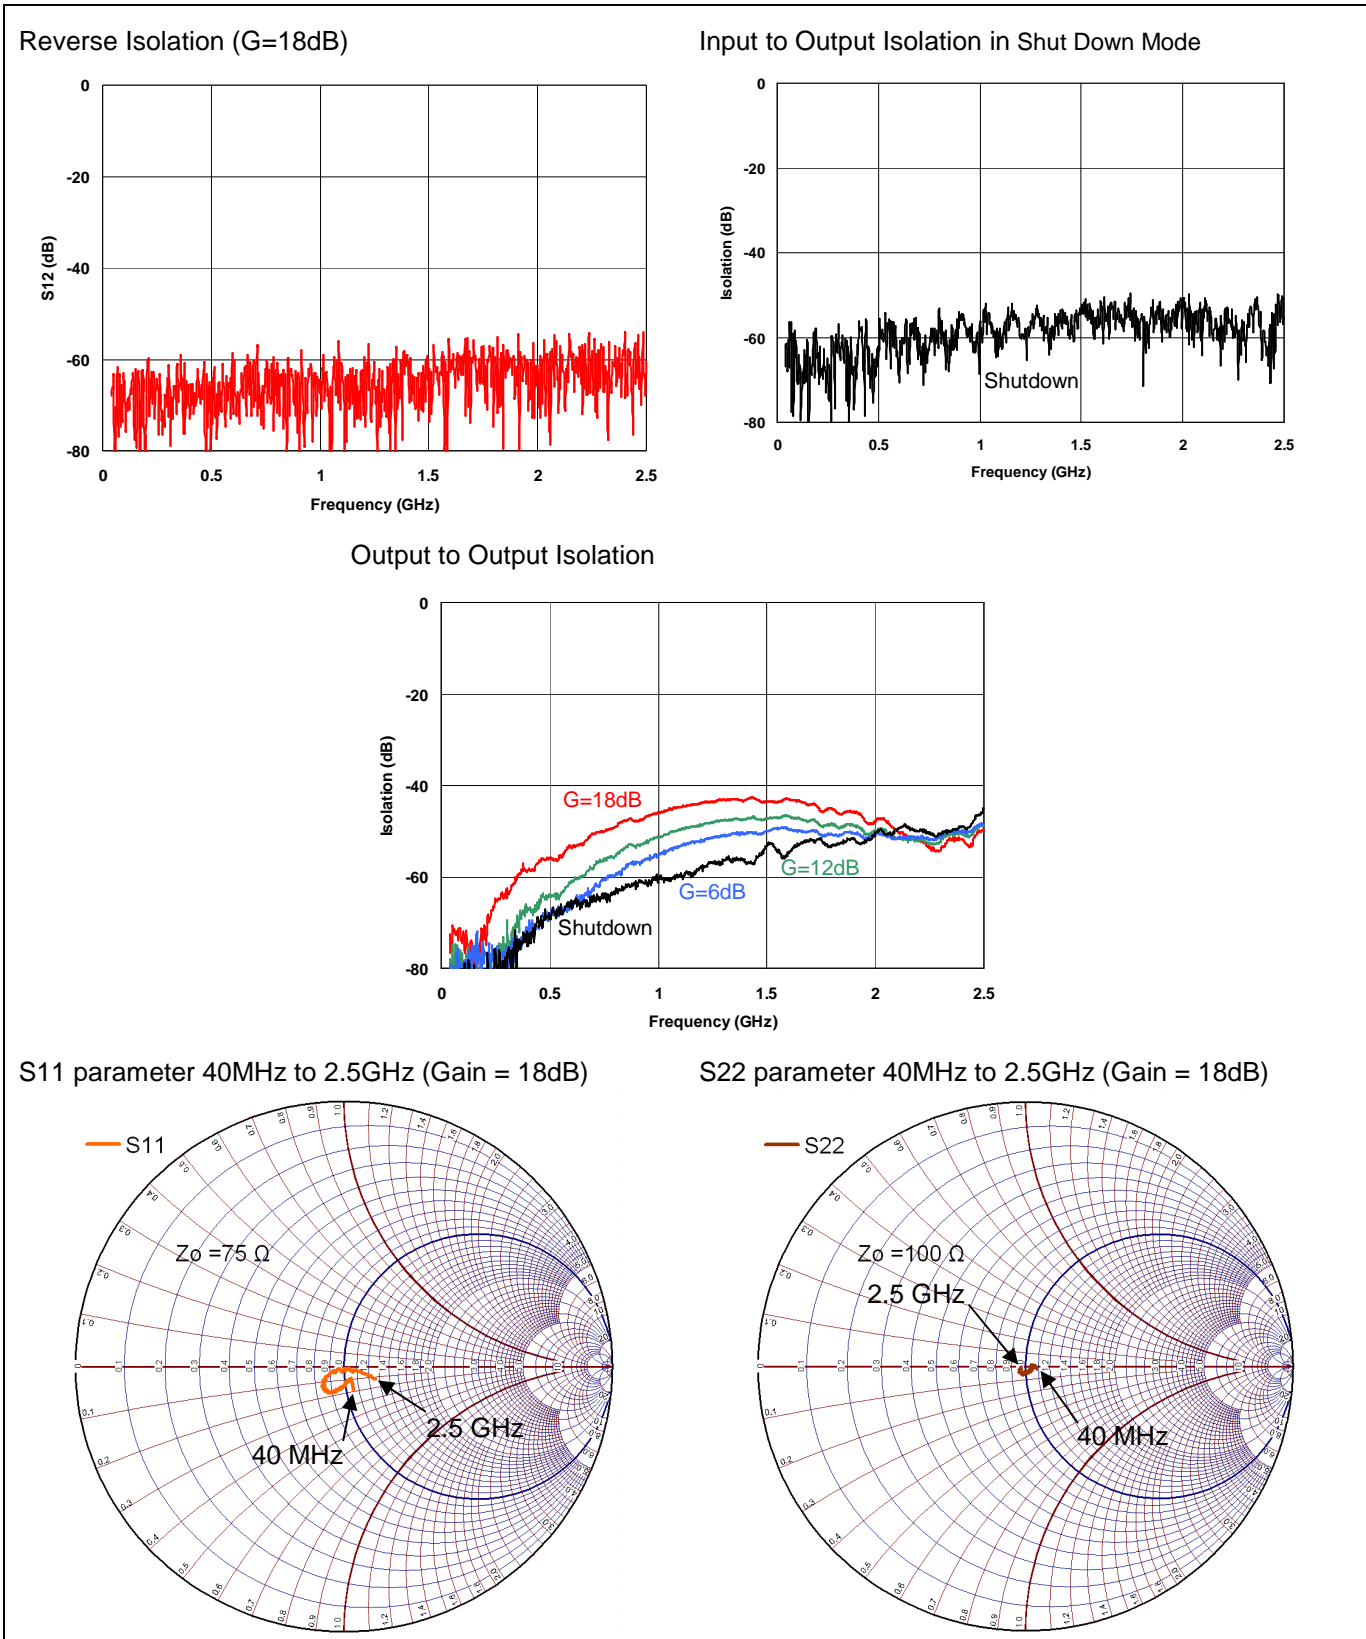 Reverse Isolation (G=18dB)
0
-20
-40
-60
-80
S12 (dB)
0 0.5 1 1.5 2 2.5
Frequency (GHz)
Input to Output Isolation in Shut Down Mode
0
-20
-40
-60
-80
Isolation (dB)
Shutdown
0 0.5 1 1.5 2 2.5
Frequency (GHz)
Output to Output Isolation
0
-20
-40
-60
-80
Isolation (dB)
G=18dB
G=12dB
G=6dB
Shutdown
0 0.5 1 1.5 2 2.5
Frequency (GHz)
S11 parameter 40MHz to 2.5GHz (Gain = 18dB)
S11
Zo =75 Ω
2.5 GHz
40 MHz
S22 parameter 40MHz to 2.5GHz (Gain = 18dB)
S22
Zo =100 Ω
2.5 GHz
40 MHz